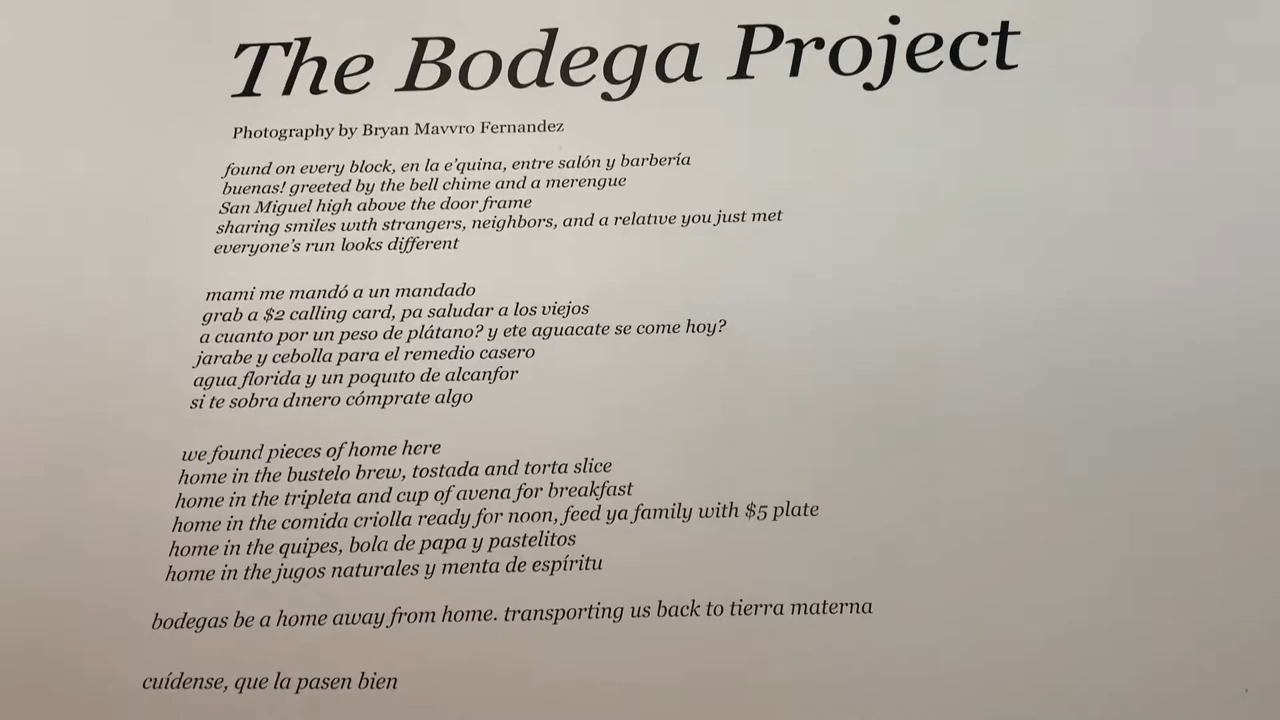 The Bodega Project
Photography by Bryan Mavvro Fernandez
found on every block, en la e'quina, entre salón y barbería
buenas! greeted by the bell chime and a merengue
San Miguel high above the door frame
sharing smiles with strangers, neighbors, and a relative you just met
everyone's run looks different
mami me mandó a un mandado
grab a $2 calling card, pa saludar a los viejos
a cuanto por un peso de plátano? y ete aguacate se come hoy?
jarabe y cebolla para el remedio casero
agua florida y un poquito de alcanfor
si te sobra dinero cómprate algo
we found pieces of home here
home in the bustelo brew, tostada and torta slice
home in the tripleta and cup of avena for breakfast
home in the comida criolla ready for noon, feed ya family with $5 plate
home in the quipes, bola de papa y pastelitos
home in the jugos naturales y menta de espíritu
bodegas be a home away from home. transporting us back to tierra materna
cuídense, que la pasen bien